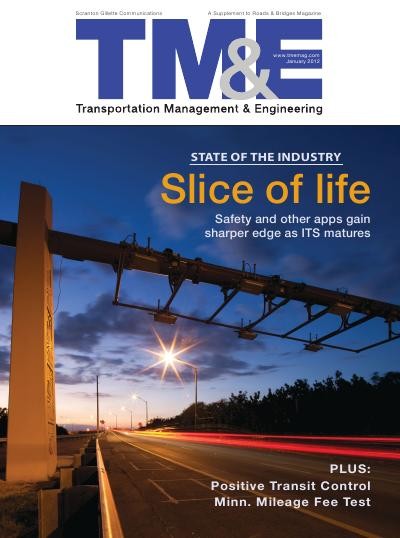 Scranton Gillette Communications
A Supplement to Roads & Bridges Magazine
TM&E
www.tmemag.com
January 2012
Transportation Management & Engineering
STATE OF THE INDUSTRY
Slice of life
Safety and other apps gain
sharper edge as ITS matures
PLUS:
Positive Transit Control
Minn. Mileage Fee Test